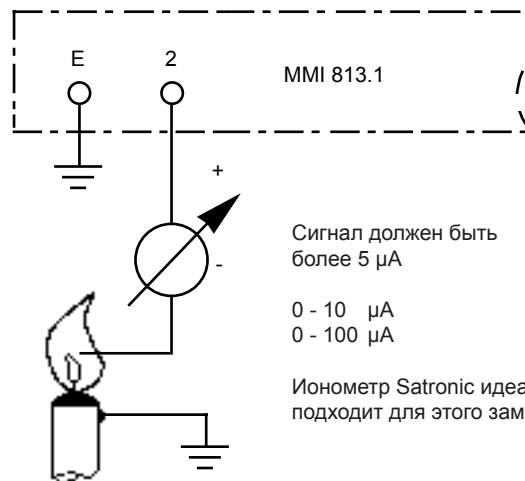 E 2 MMI 813.1
+
-
Сигнал должен быть
более 5 µA
0 - 10 µA
0 - 100 µA
Ионометр Satronic
подходит для этого